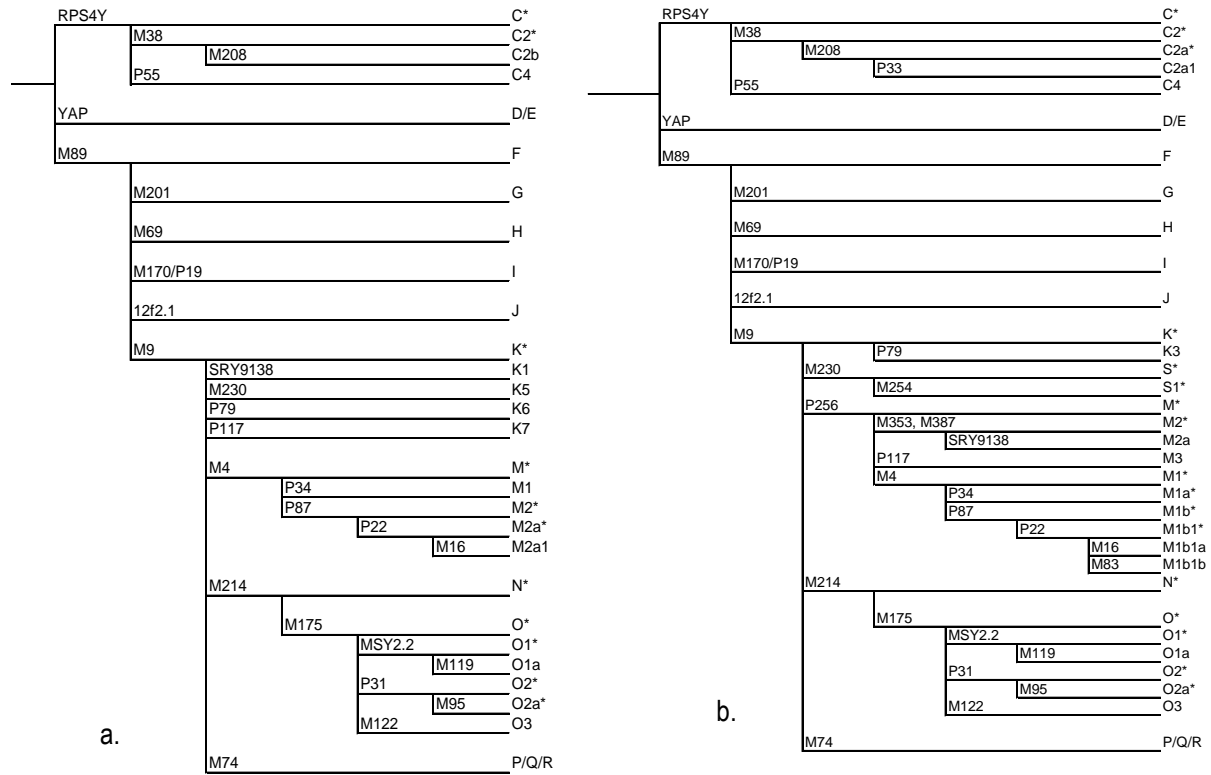 RPS4Y C*
M38 C2*
M208 C2b
P55 C4
YAP D/E
M89 F
M201 G
M69 H
M170/P19 I
12f2.1 J
M9 K*
SRY9138 K1
M230 K5
P79 K6
P117 K7
M4 M*
P34 M1
P87 M2*
P22 M2a*
M16 M2a1
M214 N*
M175 O*
MSY2.2 O1*
M119 O1a
P31 O2*
M95 O2a*
M122 O3
M74 P/Q/R
a.
RPS4Y C*
M38 C2*
M208 C2a*
P33 C2a1
P55 C4
YAP D/E
M89 F
M201 G
M69 H
M170/P19 I
12f2.1 J
M9 K*
P79 K3
M230 S*
M254 S1*
P256 M*
M353, M387 M2*
SRY9138 M2a
P117 M3
M4 M1*
P34 M1a*
P87 M1b*
P22 M1b1*
M16 M1b1a
M83 M1b1b
M214 N*
M175 O*
MSY2.2 O1*
M119 O1a
P31 O2*
M95 O2a*
M122 O3
M74 P/Q/R
b.